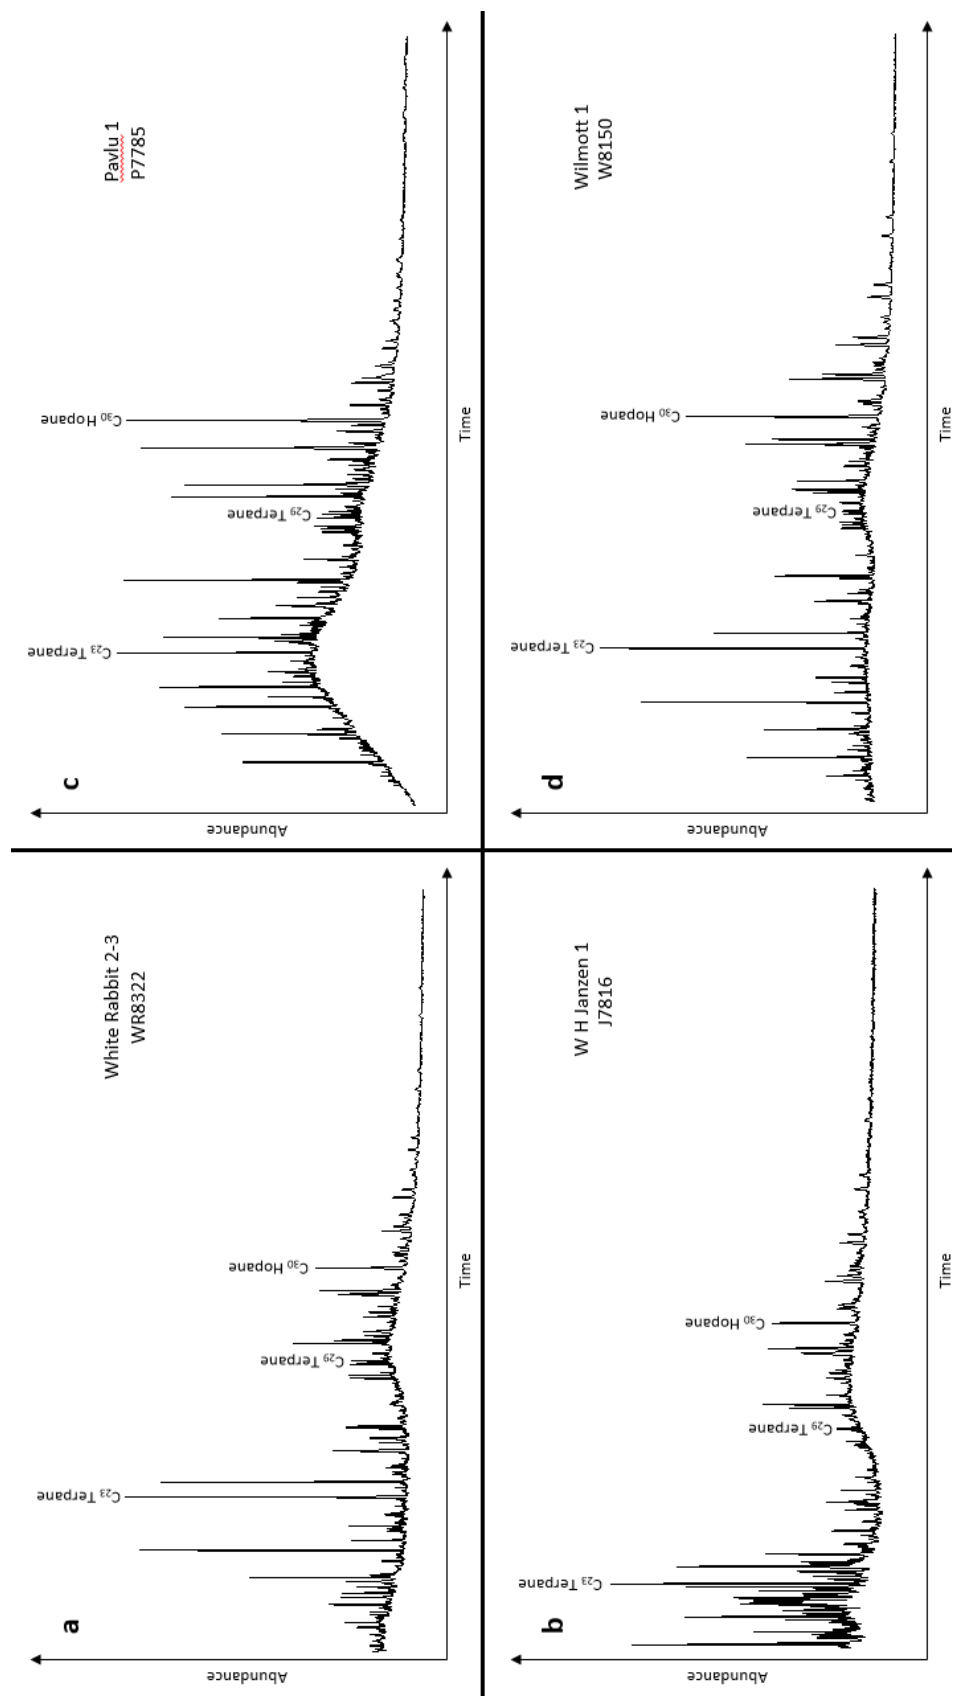 a
White Rabbit 2-3
WR8322
C₂₃ Terpane
C₂₉ Terpane
C₃₀ Hopane
Abundance
Time
c
Pavlu 1
P7785
C₂₃ Terpane
C₂₉ Terpane
C₃₀ Hopane
Abundance
Time
b
W H Janzen 1
J7816
C₂₃ Terpane
C₂₉ Terpane
C₃₀ Hopane
Abundance
Time
d
Wilmott 1
W8150
C₂₃ Terpane
C₂₉ Terpane
C₃₀ Hopane
Abundance
Time